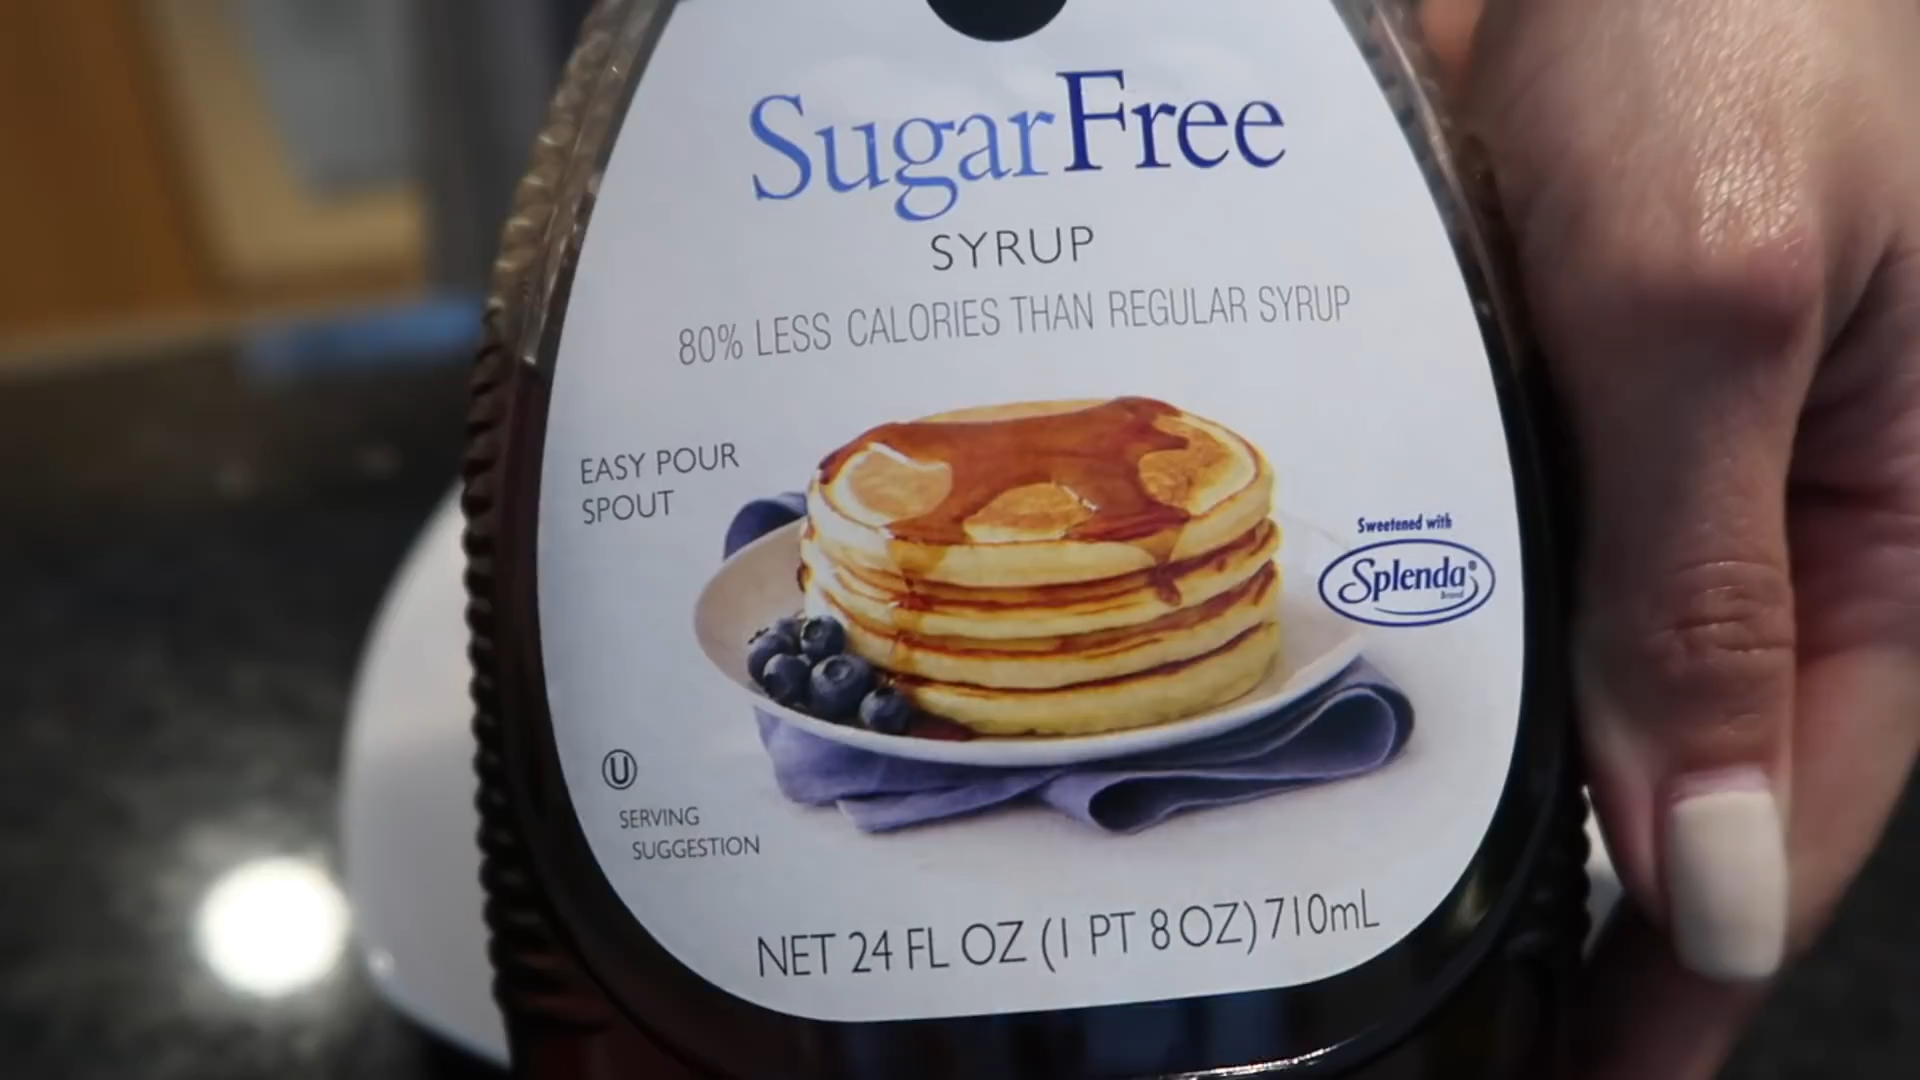 SugarFree
SYRUP
80% LESS CALORIES THAN REGULAR SYRUP
EASY POUR
SPOUT
Sweetened with
Splenda®
Brand
U
SERVING
SUGGESTION
NET 24 FL OZ (1 PT 8 OZ) 710mL